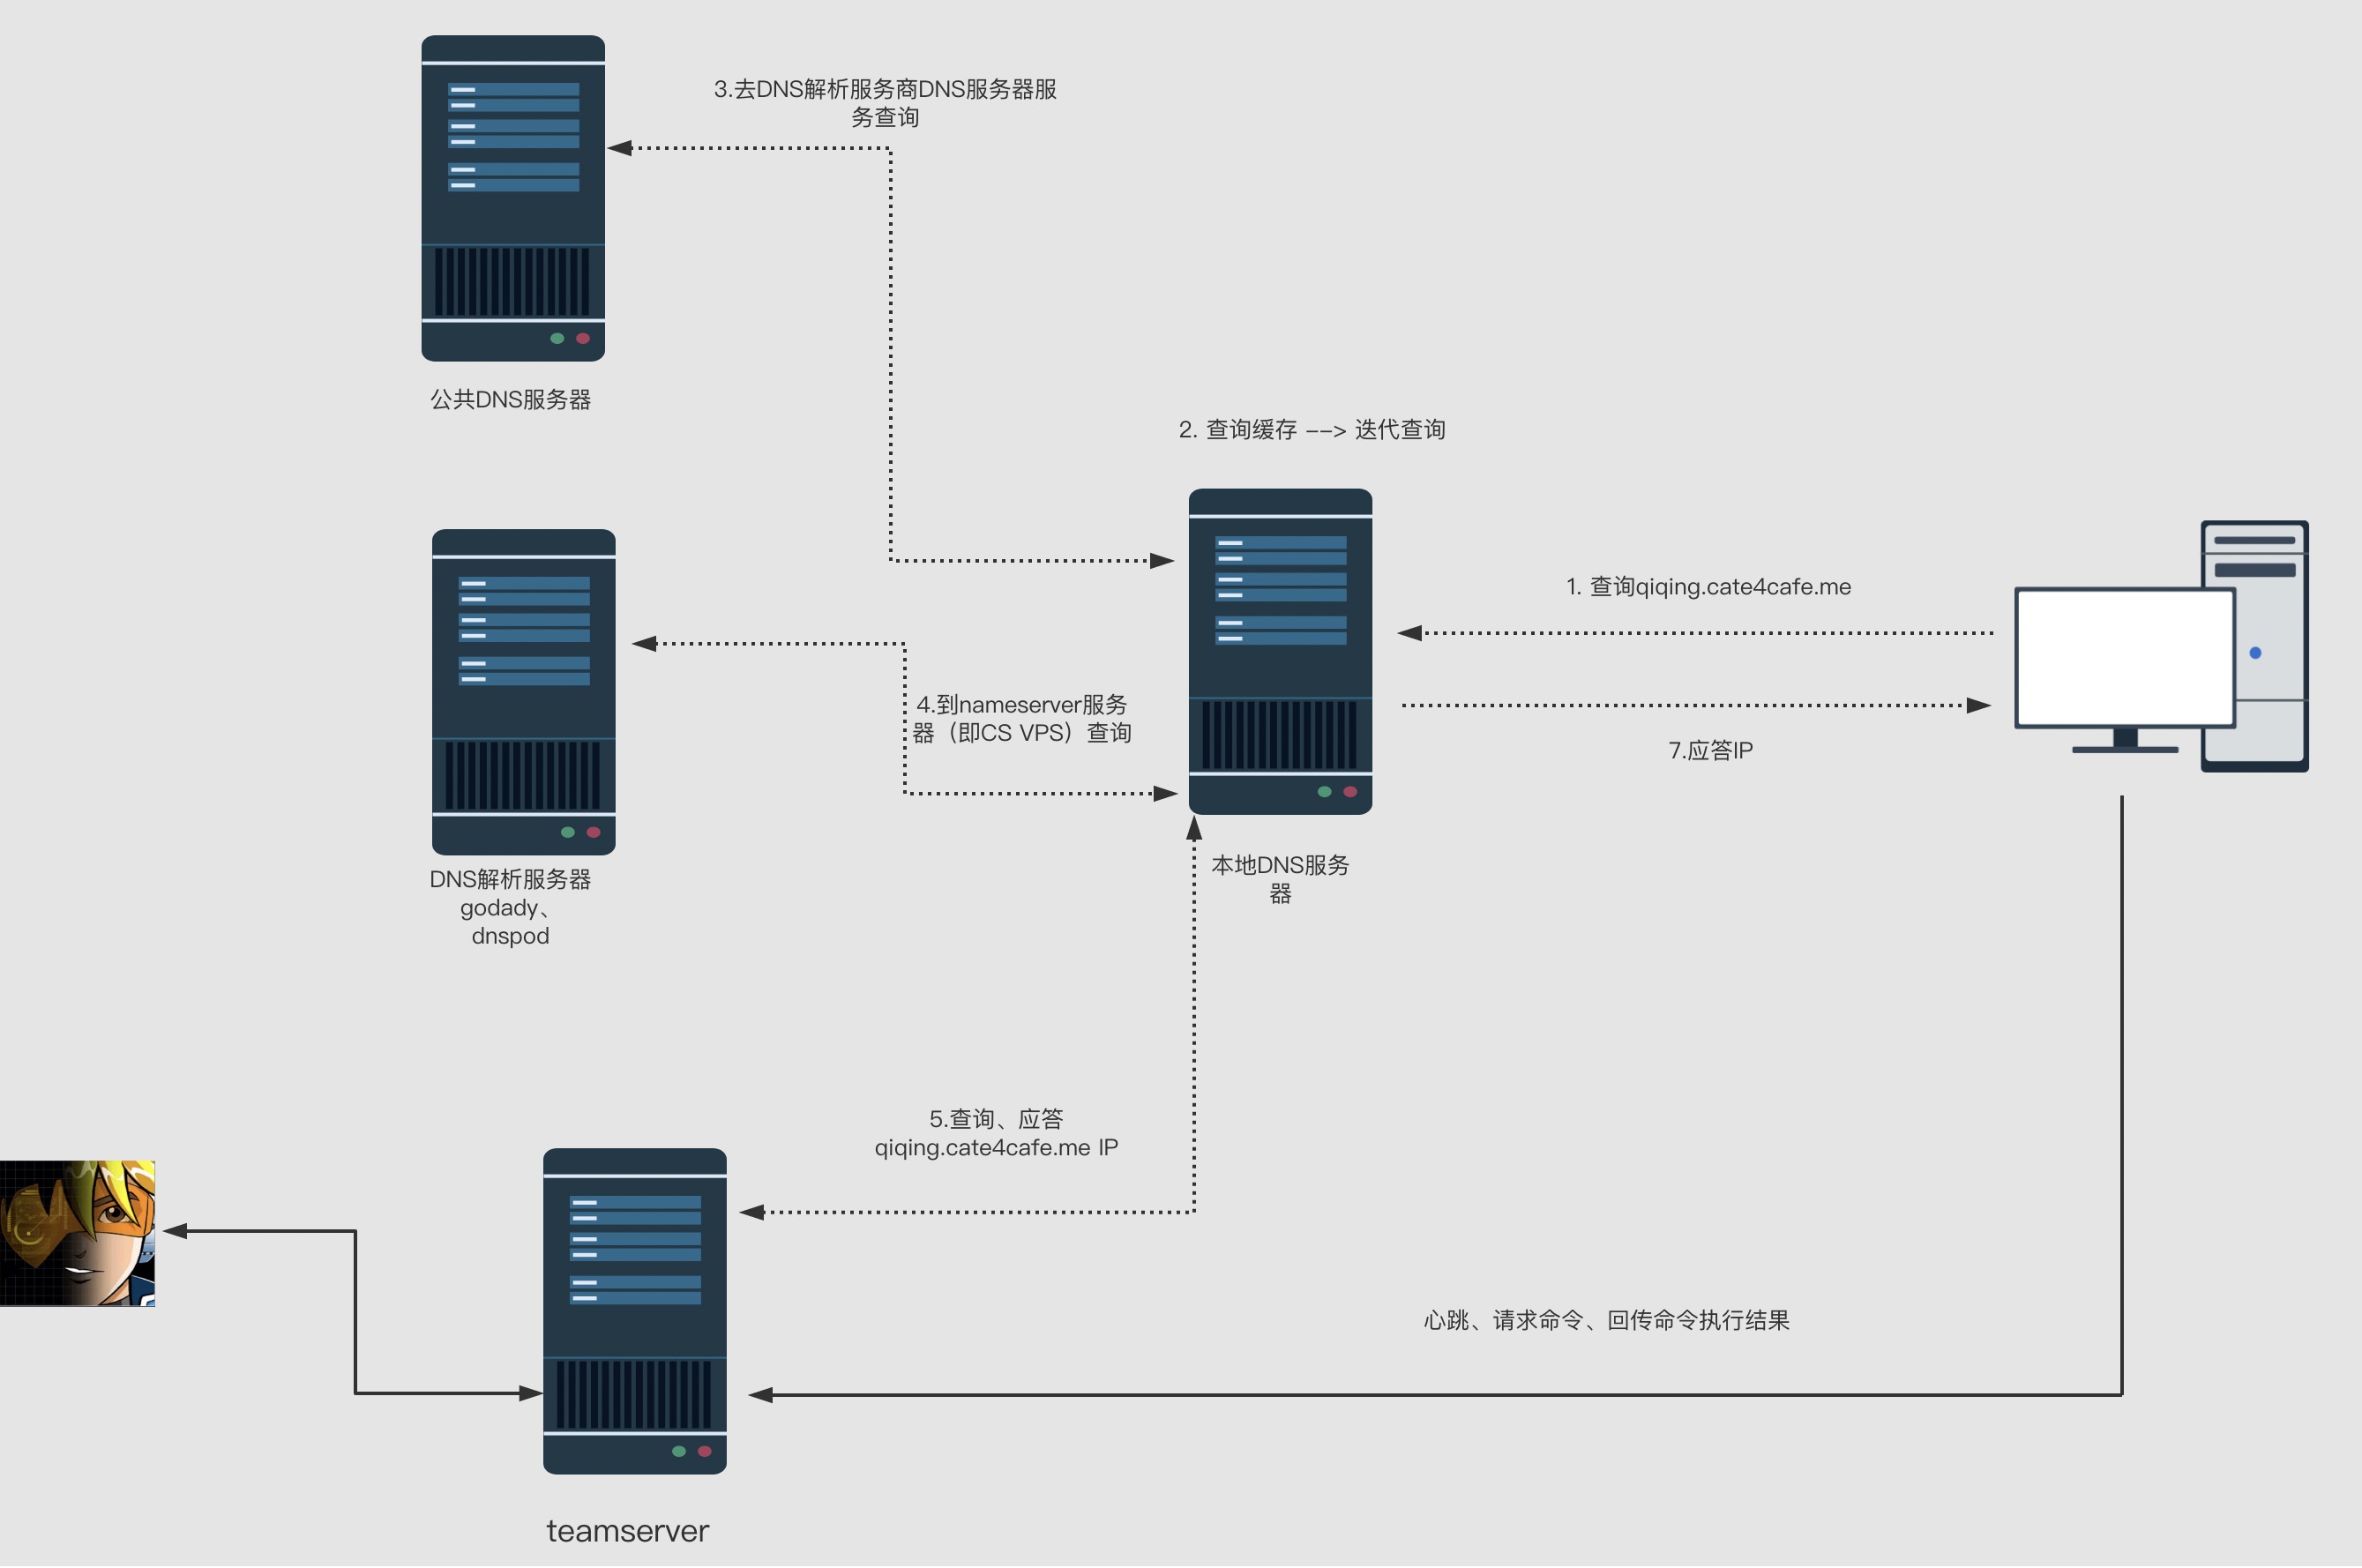 3.去DNS解析服务商DNS服务器服
务查询
公共DNS服务器
2. 查询缓存 --> 迭代查询
1. 查询qiqing.cate4cafe.me
4.到nameserver服务
器（即CS VPS）查询
7.应答IP
本地DNS服务
器
DNS解析服务器
godady、
dnspod
5.查询、应答
qiqing.cate4cafe.me IP
心跳、请求命令、回传命令执行结果
teamserver